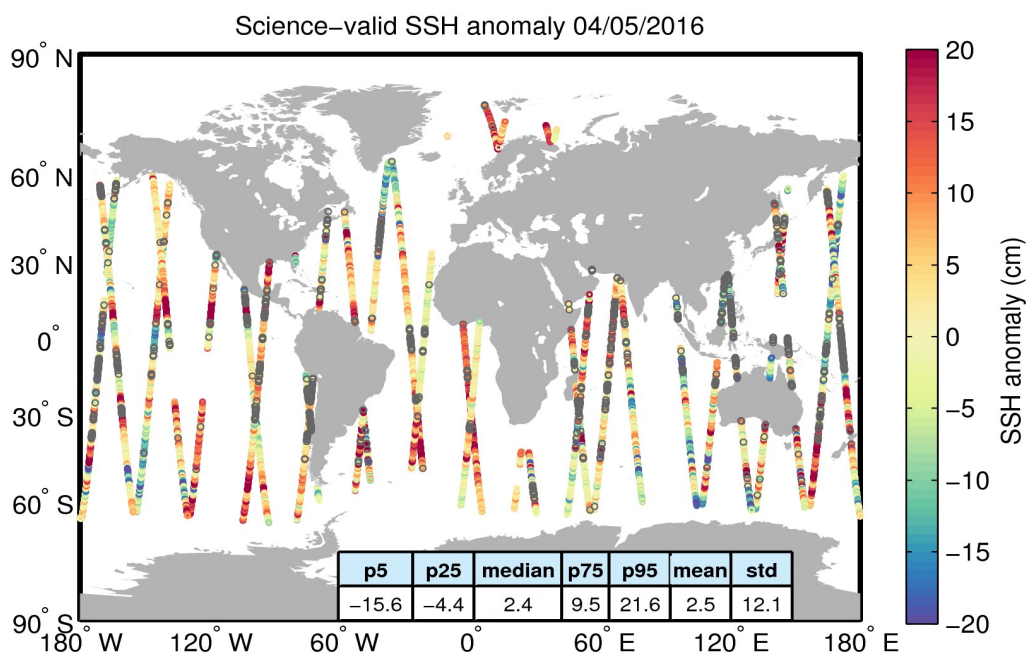 Science−valid SSH anomaly 04/05/2016
90° N
60° N
30° N
0°
30° S
60° S
90° S
180° W
120° W
60° W
0°
60° E
120° E
180° E
p5 p25 median p75 p95 mean std
−15.6 −4.4 2.4 9.5 21.6 2.5 12.1
20
15
10
5
0
−5
−10
−15
−20
SSH anomaly (cm)